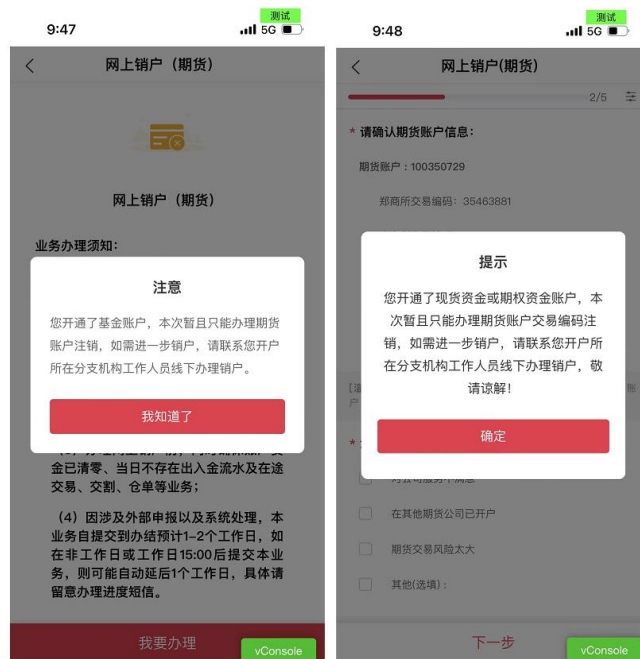 测试
9:47
5G
网上销户（期货）
网上销户（期货）
业务办理须知：
注意
您开通了基金账户，本次暂且只能办理期货
账户注销，如需进一步销户，请联系您开户
所在分支机构工作人员线下办理销户。
我知道了
金已清零、当日不存在出入金流水及在途
交易、交割、仓单等业务；
（4）因涉及外部申报以及系统处理，本
业务自提交到办结预计1-2个工作日，如
在非工作日或工作日15:00后提交本业
务，则可能自动延后1个工作日，具体请
留意办理进度短信。
我要办理
vConsole
测试
9:48
5G
网上销户(期货)
2/5
* 请确认期货账户信息：
期货账户：100350729
郑商所交易编码：35463881
提示
您开通了现货资金或期权资金账户，本
次暂且只能办理期货账户交易编码注
销，如需进一步销户，请联系您开户所
在分支机构工作人员线下办理销户，敬
请谅解！
确定
对公司服务不满意
在其他期货公司已开户
期货交易风险太大
其他(选填)：
下一步
vConsole